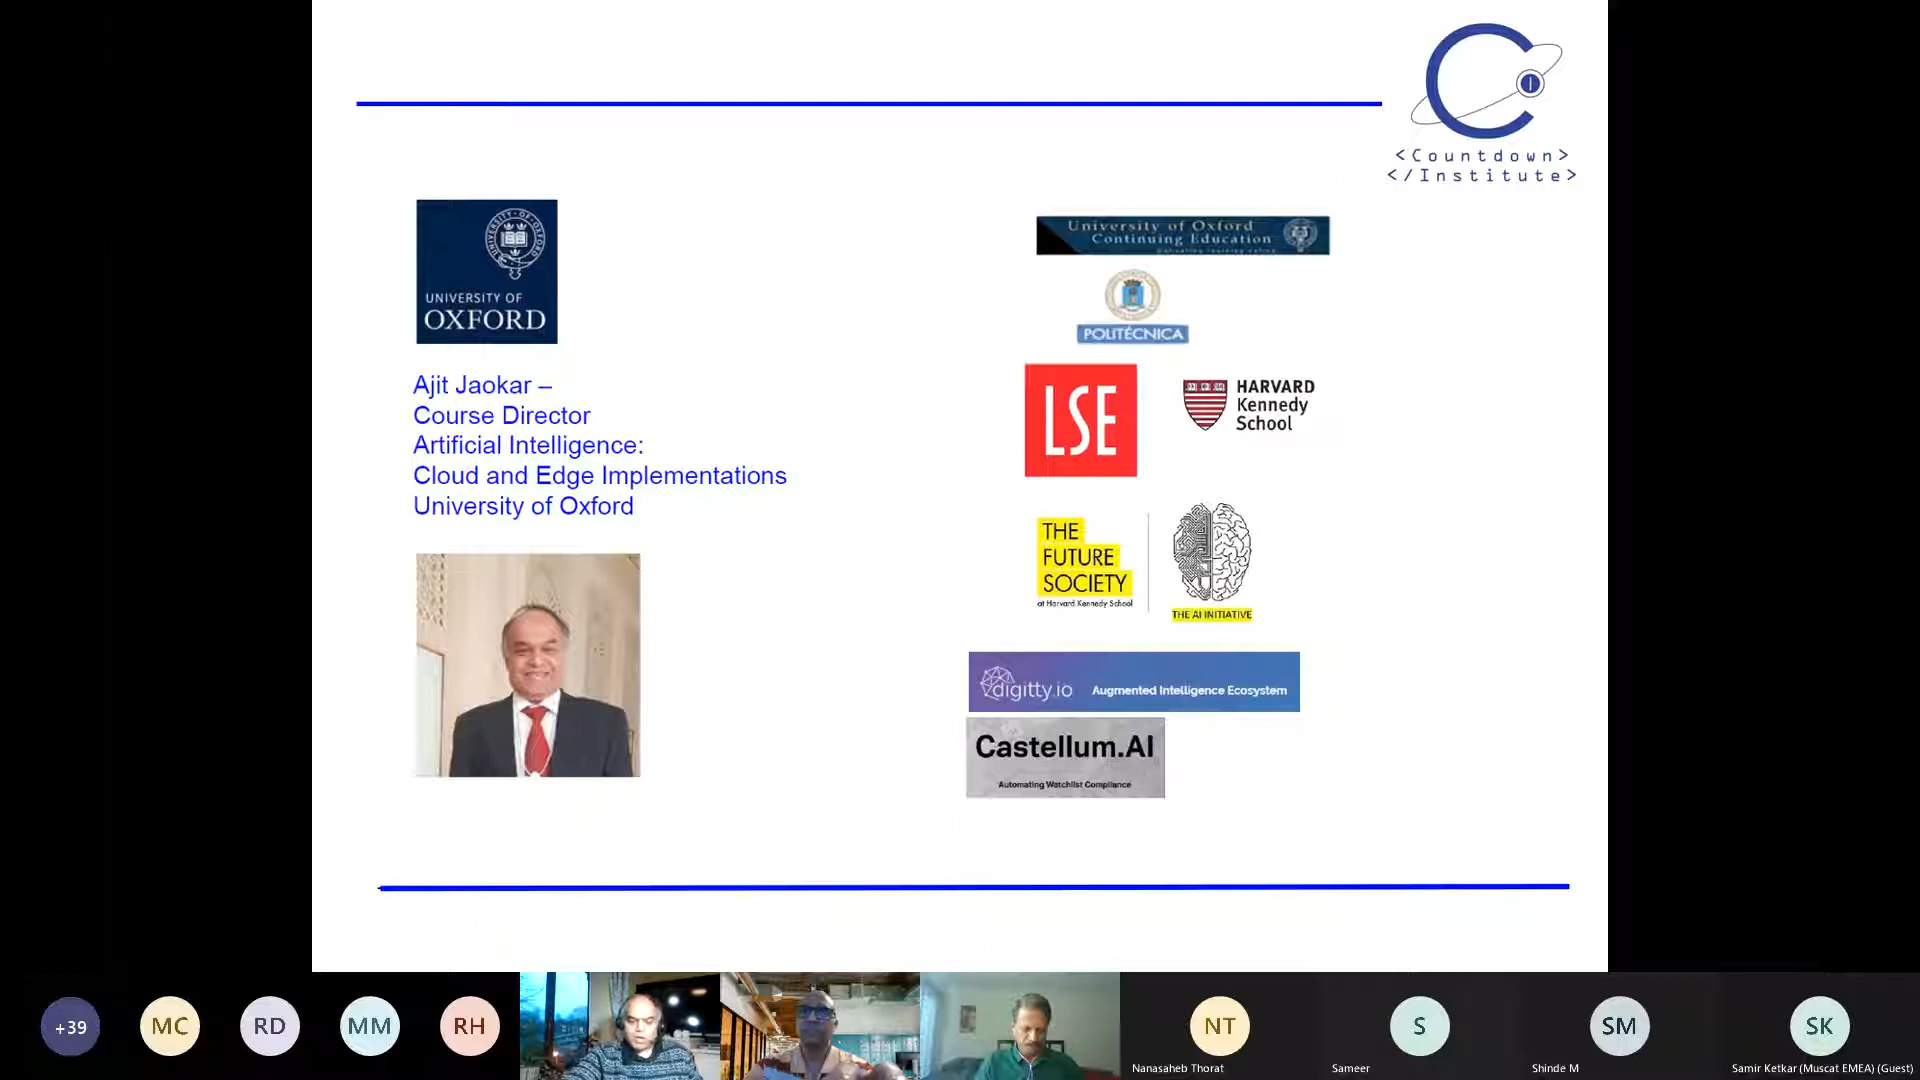 <Countdown>
</Institute>
UNIVERSITY OF
OXFORD
Ajit Jaokar –
Course Director
Artificial Intelligence:
Cloud and Edge Implementations
University of Oxford
University of Oxford
Continuing Education
POLITÉCNICA
LSE
HARVARD
Kennedy
School
THE
FUTURE
SOCIETY
at Harvard Kennedy School
THE AI INITIATIVE
digitty.io Augmented Intelligence Ecosystem
Castellum.AI
Automating Watchlist Compliance
+39
MC
RD
MM
RH
NT
S
SM
SK
Nanasaheb Thorat
Sameer
Shinde M
Samir Ketkar (Muscat EMEA) (Guest)